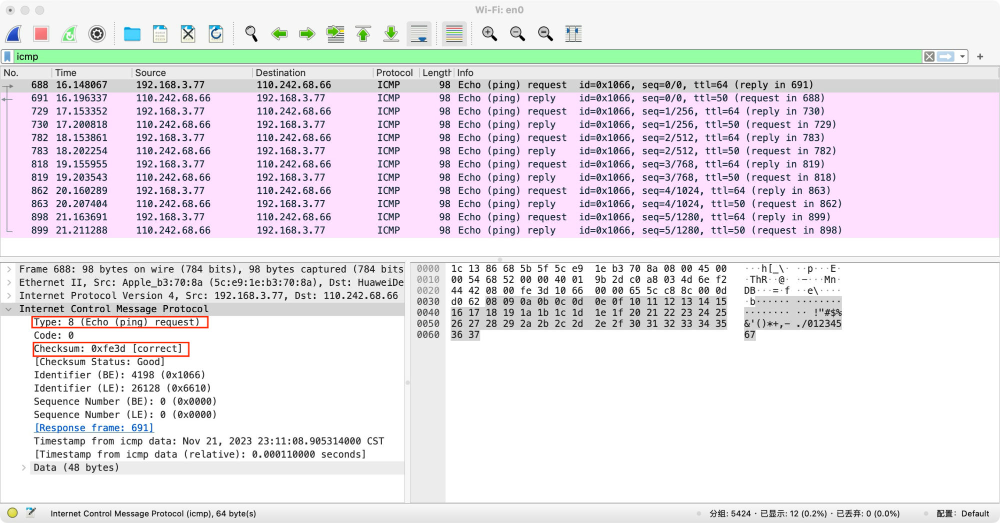 Wi-Fi: en0
icmp
No. Time Source Destination Protocol Length Info
688 16.148067 192.168.3.77 110.242.68.66 ICMP 98 Echo (ping) request id=0x1066, seq=0/0, ttl=64 (reply in 691)
691 16.196337 110.242.68.66 192.168.3.77 ICMP 98 Echo (ping) reply id=0x1066, seq=0/0, ttl=50 (request in 688)
729 17.153352 192.168.3.77 110.242.68.66 ICMP 98 Echo (ping) request id=0x1066, seq=1/256, ttl=64 (reply in 730)
730 17.200818 110.242.68.66 192.168.3.77 ICMP 98 Echo (ping) reply id=0x1066, seq=1/256, ttl=50 (request in 729)
782 18.153861 192.168.3.77 110.242.68.66 ICMP 98 Echo (ping) request id=0x1066, seq=2/512, ttl=64 (reply in 783)
783 18.202254 110.242.68.66 192.168.3.77 ICMP 98 Echo (ping) reply id=0x1066, seq=2/512, ttl=50 (request in 782)
818 19.155955 192.168.3.77 110.242.68.66 ICMP 98 Echo (ping) request id=0x1066, seq=3/768, ttl=64 (reply in 819)
819 19.203543 110.242.68.66 192.168.3.77 ICMP 98 Echo (ping) reply id=0x1066, seq=3/768, ttl=50 (request in 818)
862 20.160289 192.168.3.77 110.242.68.66 ICMP 98 Echo (ping) request id=0x1066, seq=4/1024, ttl=64 (reply in 863)
863 20.207404 110.242.68.66 192.168.3.77 ICMP 98 Echo (ping) reply id=0x1066, seq=4/1024, ttl=50 (request in 862)
898 21.163691 192.168.3.77 110.242.68.66 ICMP 98 Echo (ping) request id=0x1066, seq=5/1280, ttl=64 (reply in 899)
899 21.211288 110.242.68.66 192.168.3.77 ICMP 98 Echo (ping) reply id=0x1066, seq=5/1280, ttl=50 (request in 898)
Frame 688: 98 bytes on wire (784 bits), 98 bytes captured (784 bits
Ethernet II, Src: Apple_b3:70:8a (5c:e9:1e:b3:70:8a), Dst: HuaweiDe
Internet Protocol Version 4, Src: 192.168.3.77, Dst: 110.242.68.66
Internet Control Message Protocol
Type: 8 (Echo (ping) request)
Code: 0
Checksum: 0xfe3d [correct]
[Checksum Status: Good]
Identifier (BE): 4198 (0x1066)
Identifier (LE): 26128 (0x6610)
Sequence Number (BE): 0 (0x0000)
Sequence Number (LE): 0 (0x0000)
[Response frame: 691]
Timestamp from icmp data: Nov 21, 2023 23:11:08.905314000 CST
[Timestamp from icmp data (relative): 0.000110000 seconds]
Data (48 bytes)
0000 1c 13 86 68 5b 5f 5c e9 1e b3 70 8a 08 00 45 00 ···h[_\· ··p···E·
0010 00 54 68 52 00 00 40 01 9b 2d c0 a8 03 4d 6e f2 ·ThR··@· ·-···Mn·
0020 44 42 08 00 fe 3d 10 66 00 00 65 5c c8 8c 00 0d DB···=·f ··e\····
0030 d0 62 08 09 0a 0b 0c 0d 0e 0f 10 11 12 13 14 15 ·b······ ········
0040 16 17 18 19 1a 1b 1c 1d 1e 1f 20 21 22 23 24 25 ········ ·· !"#$%
0050 26 27 28 29 2a 2b 2c 2d 2e 2f 30 31 32 33 34 35 &'()*+,- ./012345
0060 36 37 67
Internet Control Message Protocol (icmp), 64 byte(s) 分组: 5424 · 已显示: 12 (0.2%) · 已丢弃: 0 (0.0%) 配置: Default